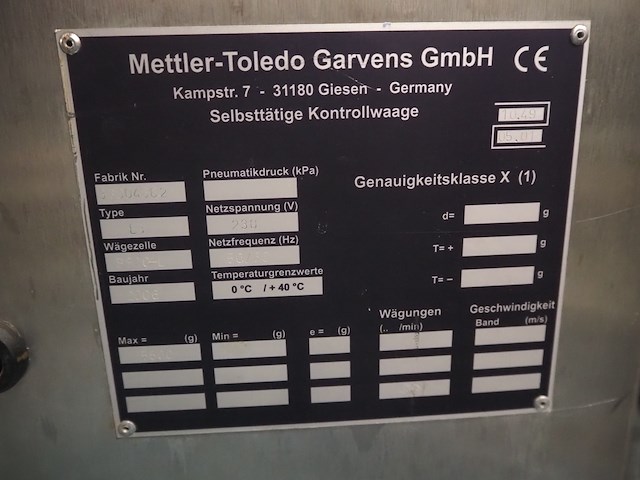 Mettler-Toledo Garvens GmbH CE
Kampstr. 7 - 31180 Giesen - Germany
Selbsttätige Kontrollwaage
Fabrik Nr.
Pneumatikdruck (kPa)
Genauigkeitsklasse X (1)
Type
Netzspannung (V)
230
d= g
Wägezelle
Netzfrequenz (Hz)
T= + g
Baujahr
Temperaturgrenzwerte
0 °C / + 40 °C
T= – g
Max = (g) Min = (g) e = (g)
Wägungen
(.. /min)
Geschwindigkeit
Band (m/s)